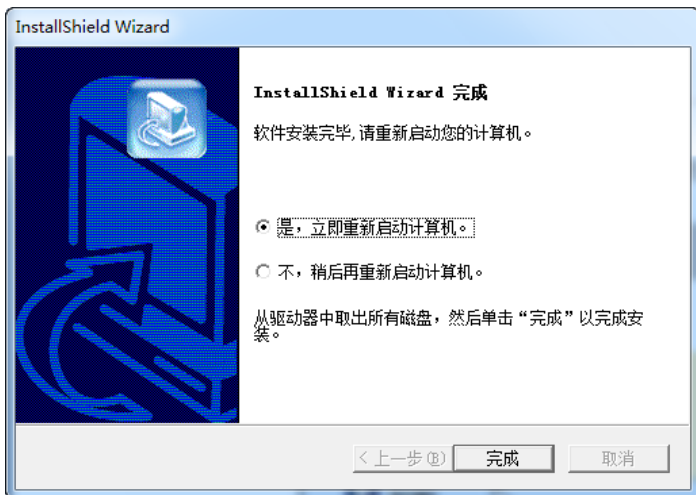 InstallShield Wizard
InstallShield Wizard 完成
软件安装完毕,请重新启动您的计算机。
是，立即重新启动计算机。
不，稍后再重新启动计算机。
从驱动器中取出所有磁盘，然后单击“完成”以完成安
装。
< 上一步(B)
完成
取消